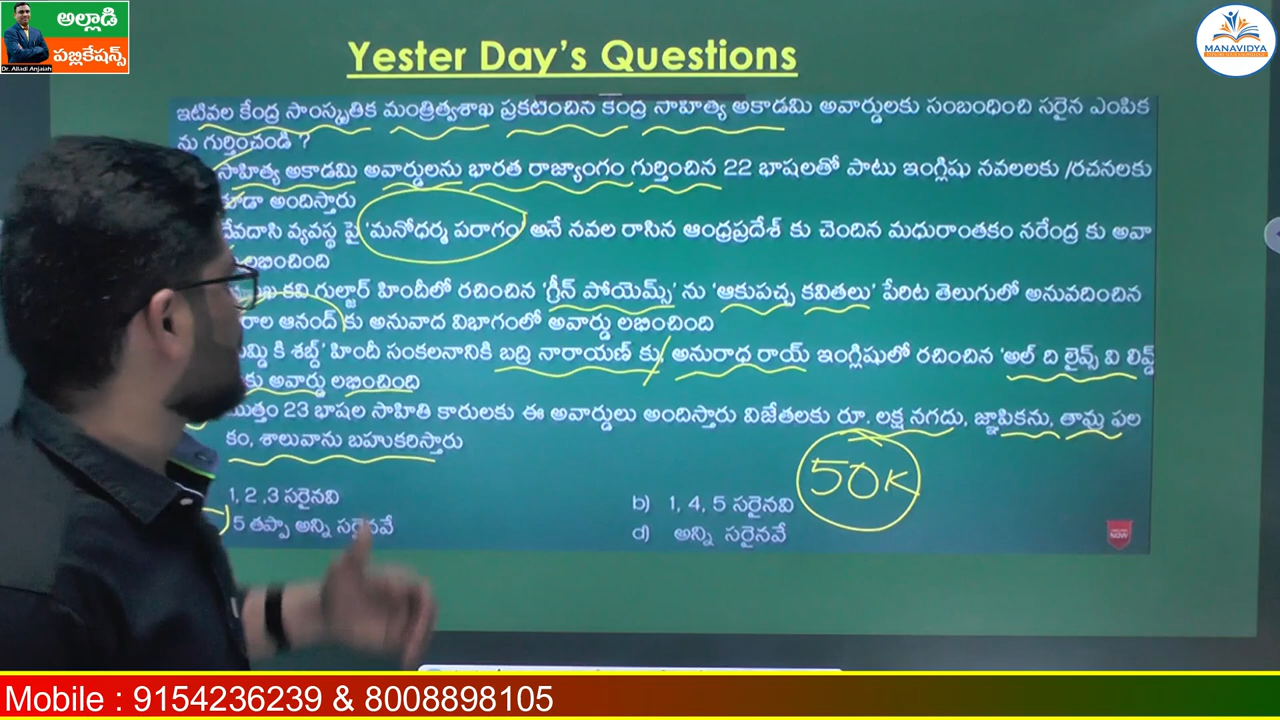 అల్లాడి
పబ్లికేషన్స్
Dr. Alladi Anjaiah
MANAVIDYA
Yester Day's Questions
ఇటీవల కేంద్ర సాంస్కృతిక మంత్రిత్వశాఖ ప్రకటించిన కేంద్ర సాహిత్య అకాడమి అవార్డులకు సంబంధించి సరైన ఎంపిక
ను గుర్తించండి ?
సాహిత్య అకాడమి అవార్డులను భారత రాజ్యాంగం గుర్తించిన 22 భాషలతో పాటు ఇంగ్లిషు నవలలకు /రచనలకు
కూడా అందిస్తారు
దేవదాసి వ్యవస్థ పై 'మనోధర్మ పరాగం' అనే నవల రాసిన ఆంధ్రప్రదేశ్ కు చెందిన మధురాంతకం నరేంద్ర కు అవా
లభించింది
కవి గుల్జార్ హిందీలో రచించిన 'గ్రీన్ పోయెమ్స్' ను 'ఆకుపచ్చ కవితలు' పేరిట తెలుగులో అనువదించిన
ఆనంద్ కు అనువాద విభాగంలో అవార్డు లభించింది
కి శబ్ద్' హిందీ సంకలనానికి బద్రి నారాయణ్ కు, అనురాధ రాయ్ ఇంగ్లిషులో రచించిన 'అల్ ది లైవ్స్ వి లివ్డ్
కు అవార్డు లభించింది
మొత్తం 23 భాషల సాహితి కారులకు ఈ అవార్డులు అందిస్తారు విజేతలకు రూ. లక్ష నగదు, జ్ఞాపికను, తామ్ర ఫల
కం, శాలువాను బహుకరిస్తారు
50K
1, 2 ,3 సరైనవి
b) 1, 4, 5 సరైనవి
5 తప్పా అన్ని సరైనవే
d) అన్ని సరైనవే
Mobile : 9154236239 & 8008898105